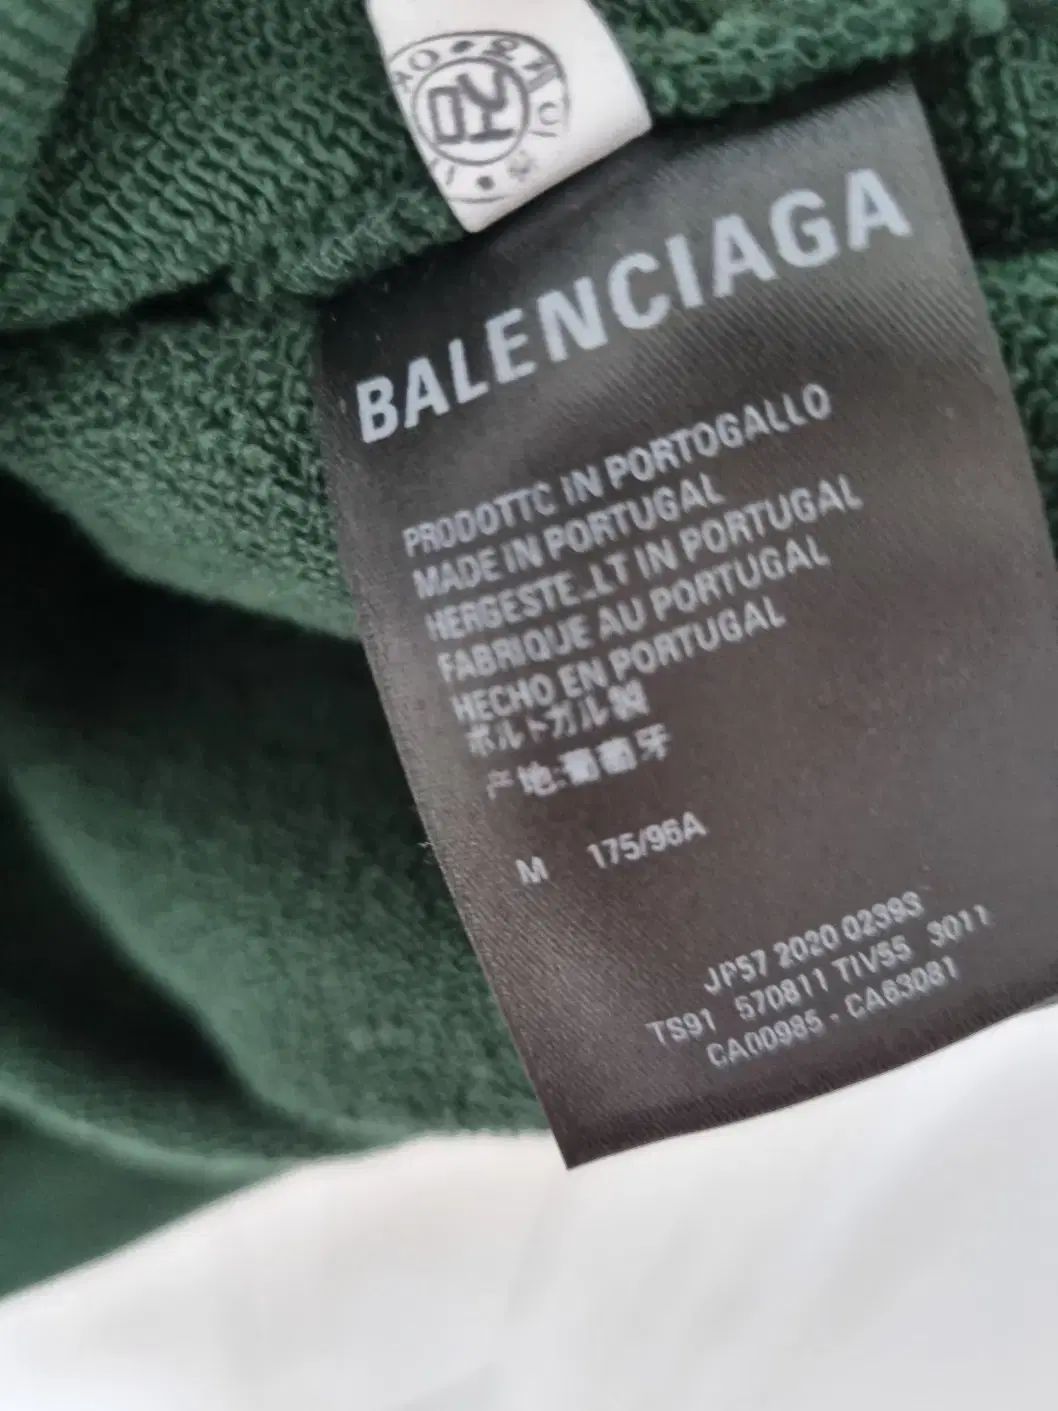 BALENCIAGA
PRODOTTC IN PORTOGALLO
MADE IN PORTUGAL
HERGESTE_LT IN PORTUGAL
FABRIQUE AU PORTUGAL
HECHO EN PORTUGAL
ポルトガル製
产地:葡萄牙
M 175/96A
JP57 2020 02393
TS91 570811 TIV55 3011
CA00985 - CA63081